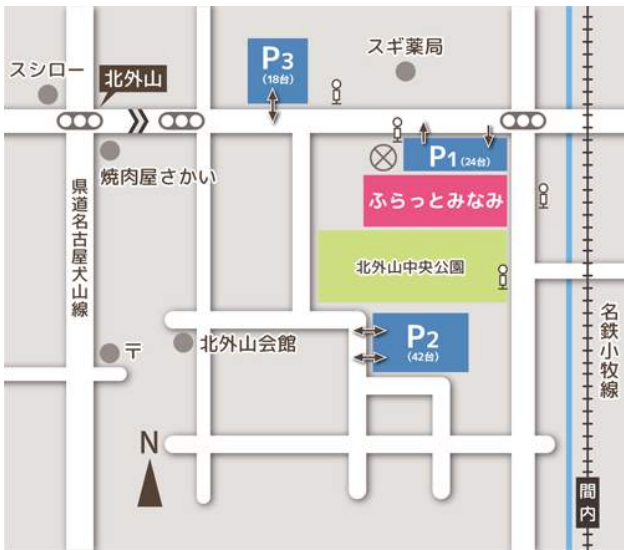 スシロー
北外山
P3
(18台)
スギ薬局
焼肉屋さかい
P1(24台)
ふらっとみなみ
県道名古屋犬山線
北外山中央公園
〒
北外山会館
P2
(42台)
名鉄小牧線
N
間内